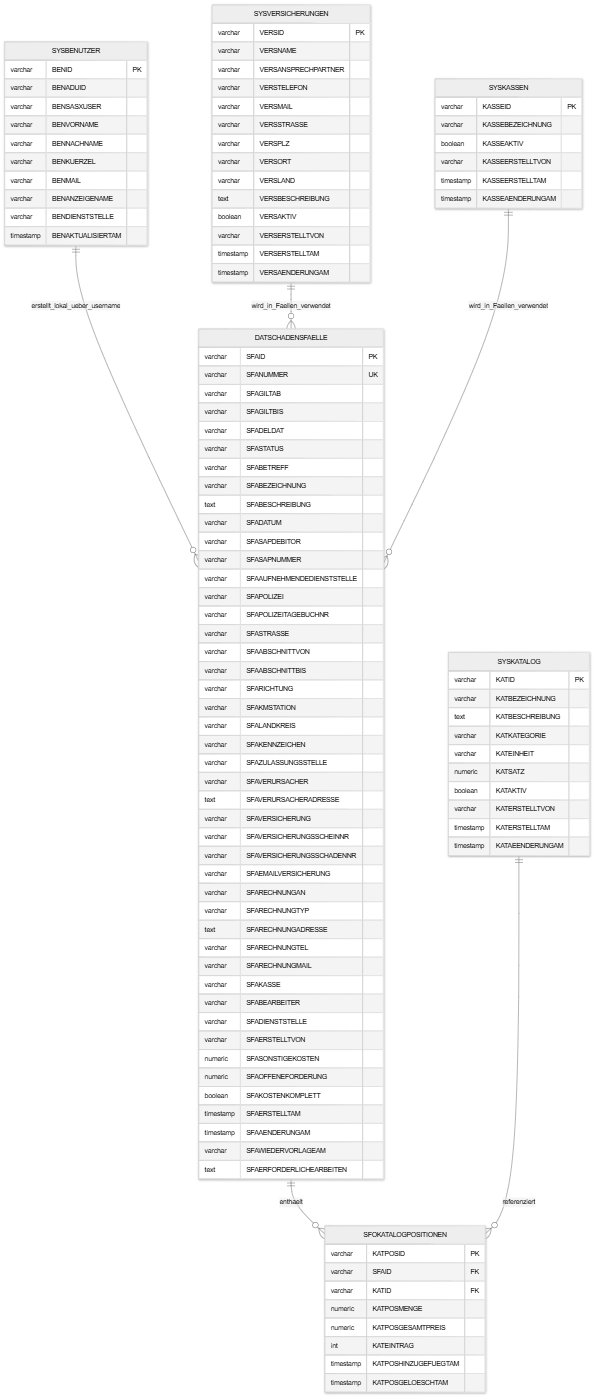 SYSVERSICHERUNGEN
varchar VERSID PK
varchar VERSNAME
varchar VERSANSPRECHPARTNER
varchar VERSTELEFON
varchar VERSMAIL
varchar VERSSTRASSE
varchar VERSPLZ
varchar VERSORT
varchar VERSLAND
text VERSBESCHREIBUNG
boolean VERSAKTIV
varchar VERSERSTELLTVON
timestamp VERSERSTELLTAM
timestamp VERSAENDERUNGAM
SYSBENUTZER
varchar BENID PK
varchar BENADUID
varchar BENSASXUSER
varchar BENVORNAME
varchar BENNACHNAME
varchar BENKUERZEL
varchar BENMAIL
varchar BENANZEIGENAME
varchar BENDIENSTSTELLE
timestamp BENAKTUALISIERTAM
SYSKASSEN
varchar KASSEID PK
varchar KASSEBEZEICHNUNG
boolean KASSEAKTIV
varchar KASSEERSTELLTVON
timestamp KASSEERSTELLTAM
timestamp KASSEAENDERUNGAM
erstellt_lokal_ueber_username
wird_in_Faellen_verwendet
wird_in_Faellen_verwendet
DATSCHADENSFAELLE
varchar SFAID PK
varchar SFANUMMER UK
varchar SFAGILTAB
varchar SFAGILTBIS
varchar SFADELDAT
varchar SFASTATUS
varchar SFABETREFF
varchar SFABEZEICHNUNG
text SFABESCHREIBUNG
varchar SFADATUM
varchar SFASAPDEBITOR
varchar SFASAPNUMMER
varchar SFAAUFNEHMENDEDIENSTSTELLE
varchar SFAPOLIZEI
varchar SFAPOLIZEITAGEBUCHNR
varchar SFASTRASSE
varchar SFAABSCHNITTVON
varchar SFAABSCHNITTBIS
varchar SFARICHTUNG
varchar SFAKMSTATION
varchar SFALANDKREIS
varchar SFAKENNZEICHEN
varchar SFAZULASSUNGSSTELLE
varchar SFAVERURSACHER
text SFAVERURSACHERADRESSE
varchar SFAVERSICHERUNG
varchar SFAVERSICHERUNGSSCHEINNR
varchar SFAVERSICHERUNGSSCHADENNR
varchar SFAEMAILVERSICHERUNG
varchar SFARECHNUNGAN
varchar SFARECHNUNGTYP
text SFARECHNUNGADRESSE
varchar SFARECHNUNGTEL
varchar SFARECHNUNGMAIL
varchar SFAKASSE
varchar SFABEARBEITER
varchar SFADIENSTSTELLE
varchar SFAERSTELLTVON
numeric SFASONSTIGEKOSTEN
numeric SFAOFFENEFORDERUNG
boolean SFAKOSTENKOMPLETT
timestamp SFAERSTELLTAM
timestamp SFAAENDERUNGAM
varchar SFAWIEDERVORLAGEAM
text SFAERFORDERLICHEARBEITEN
SYSKATALOG
varchar KATID PK
varchar KATBEZEICHNUNG
text KATBESCHREIBUNG
varchar KATKATEGORIE
varchar KATEINHEIT
numeric KATSATZ
boolean KATAKTIV
varchar KATERSTELLTVON
timestamp KATERSTELLTAM
timestamp KATAEENDERUNGAM
enthaelt
referenziert
SFOKATALOGPOSITIONEN
varchar KATPOSID PK
varchar SFAID FK
varchar KATID FK
numeric KATPOSMENGE
numeric KATPOSGESAMTPREIS
int KATEINTRAG
timestamp KATPOSHINZUGEFUEGTAM
timestamp KATPOSGELOESCHTAM